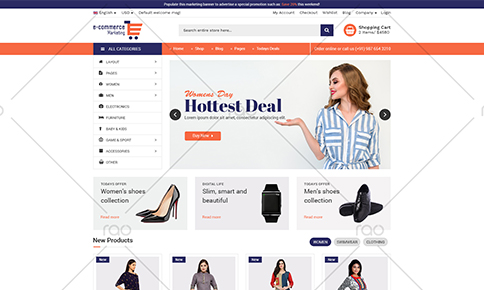 Populate this marketing banner to advertise a special promotion such us Save 20% this weekend!
English USD Default welcome msg!
My Account Checkout Wishlist Blog Company Login
e-commerce
Marketing
Search entire store here...
Shopping Cart
2 items/ $4580
ALL CATEGORIES
Home Shop Blog Pages Todays Deals
Order online or call us (+91) 987 654 3210
LAYOUT
PAGES
WOMEN
MEN
ELECTRONICS
FURNITURE
BABY & KIDS
GAME & SPORT
ACCESSORIES
OTHER
Womens Day
Hottest Deal
Lorem ipsum dolor sit amet, consectetur adipiscing elit
Buy Now
TODAYS OFFER
Women's shoes
collection
Read more
DIGITAL LIFE
Slim, smart and
beautiful
Read more
TODAYS OFFER
Men's shoes
collection
Read more
New Products
WOMEN SWIMWEAR CLOTHING
New
New
New
New
rao
rao
rao